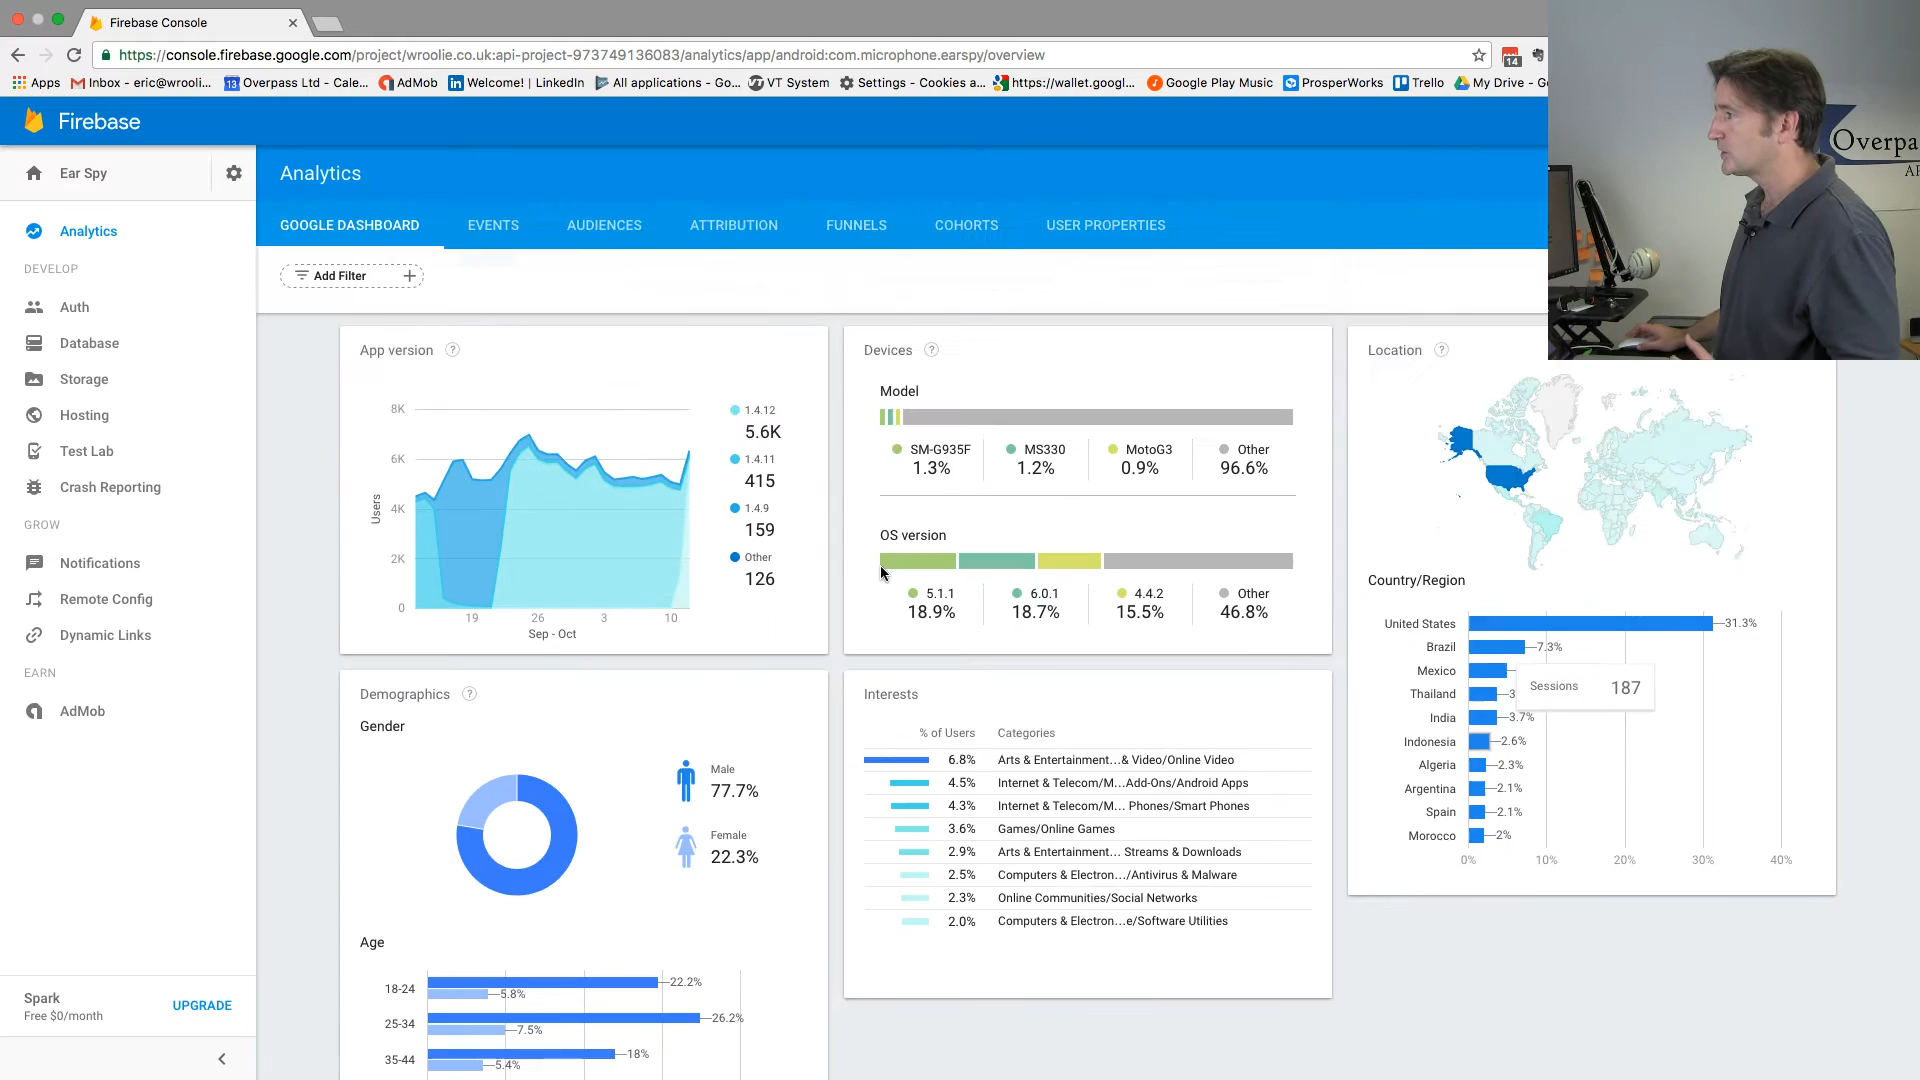 Firebase Console
https://console.firebase.google.com/project/wroolie.co.uk:api-project-973749136083/analytics/app/android:com.microphone.earspy/overview
14
Apps
Inbox - eric@wrooli...
13 Overpass Ltd - Cale...
AdMob
Welcome! | LinkedIn
All applications - Go...
VT System
Settings - Cookies a...
https://wallet.googl...
Google Play Music
ProsperWorks
Trello
My Drive - G
Firebase
Overpa
AP
Ear Spy
Analytics
DEVELOP
Auth
Database
Storage
Hosting
Test Lab
Crash Reporting
GROW
Notifications
Remote Config
Dynamic Links
EARN
AdMob
Spark
Free $0/month
UPGRADE
Analytics
GOOGLE DASHBOARD EVENTS AUDIENCES ATTRIBUTION FUNNELS COHORTS USER PROPERTIES
Add Filter
App version ?
8K
6K
4K
2K
0
Users
19 26 3 10
Sep - Oct
1.4.12
5.6K
1.4.11
415
1.4.9
159
Other
126
Devices ?
Model
SM-G935F MS330 MotoG3 Other
1.3% 1.2% 0.9% 96.6%
OS version
5.1.1 6.0.1 4.4.2 Other
18.9% 18.7% 15.5% 46.8%
Location ?
Country/Region
United States 31.3%
Brazil 7.3%
Mexico
Thailand 3
India 3.7%
Indonesia 2.6%
Algeria 2.3%
Argentina 2.1%
Spain 2.1%
Morocco 2%
0% 10% 20% 30% 40%
Sessions 187
Demographics ?
Gender
Male
77.7%
Female
22.3%
Age
18-24 22.2%
5.8%
25-34 26.2%
7.5%
35-44 18%
5.4%
Interests
% of Users Categories
6.8% Arts & Entertainment...& Video/Online Video
4.5% Internet & Telecom/M...Add-Ons/Android Apps
4.3% Internet & Telecom/M... Phones/Smart Phones
3.6% Games/Online Games
2.9% Arts & Entertainment... Streams & Downloads
2.5% Computers & Electron.../Antivirus & Malware
2.3% Online Communities/Social Networks
2.0% Computers & Electron...e/Software Utilities